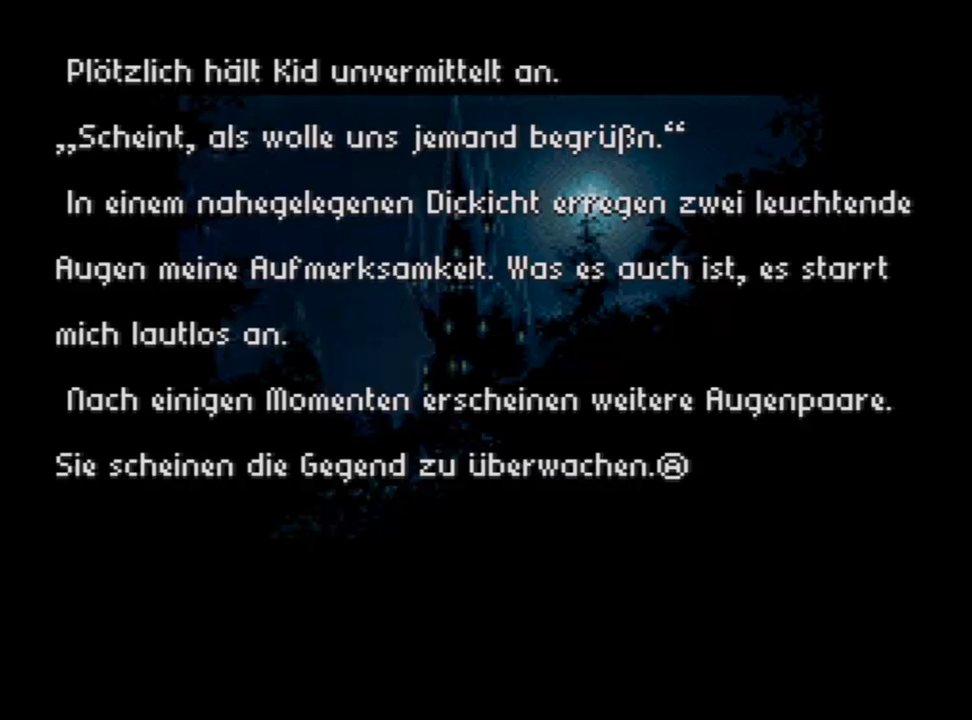 Plötzlich hält Kid unvermittelt an.
„Scheint, als wolle uns jemand begrüßn.“
In einem nahegelegenen Dickicht erregen zwei leuchtende
Augen meine Aufmerksamkeit. Was es auch ist, es starrt
mich lautlos an.
Nach einigen Momenten erscheinen weitere Augenpaare.
Sie scheinen die Gegend zu überwachen.Ⓐ